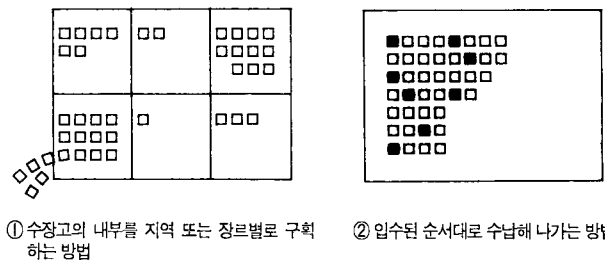 ① 수장고의 내부를 지역 또는 장르별로 구획
하는 방법
② 입수된 순서대로 수납해 나가는 방법